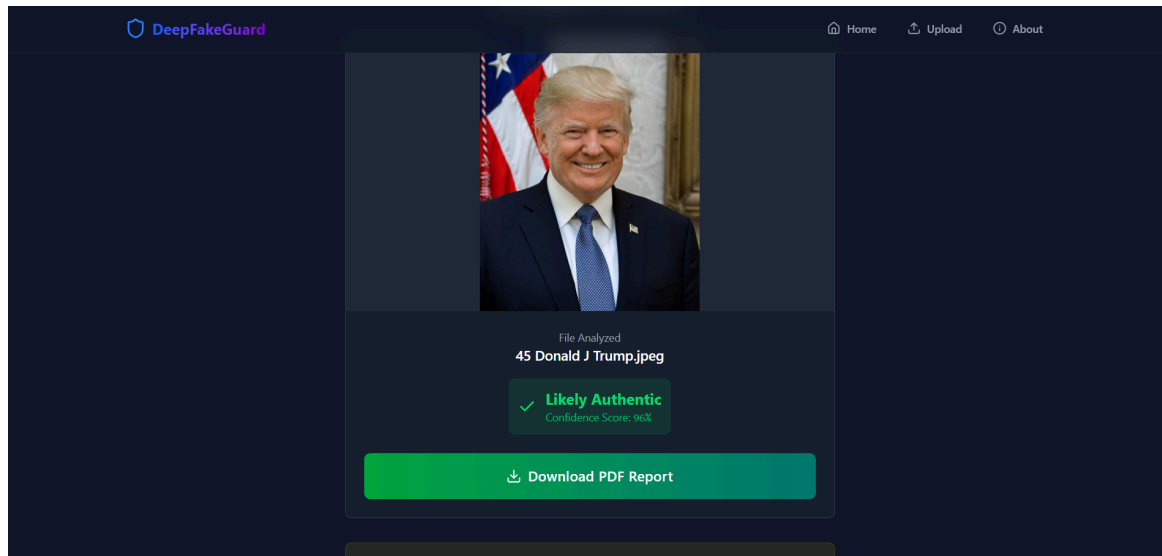 DeepFakeGuard
Home
Upload
About
File Analyzed
45 Donald J Trump.jpeg
Likely Authentic
Confidence Score: 96%
Download PDF Report